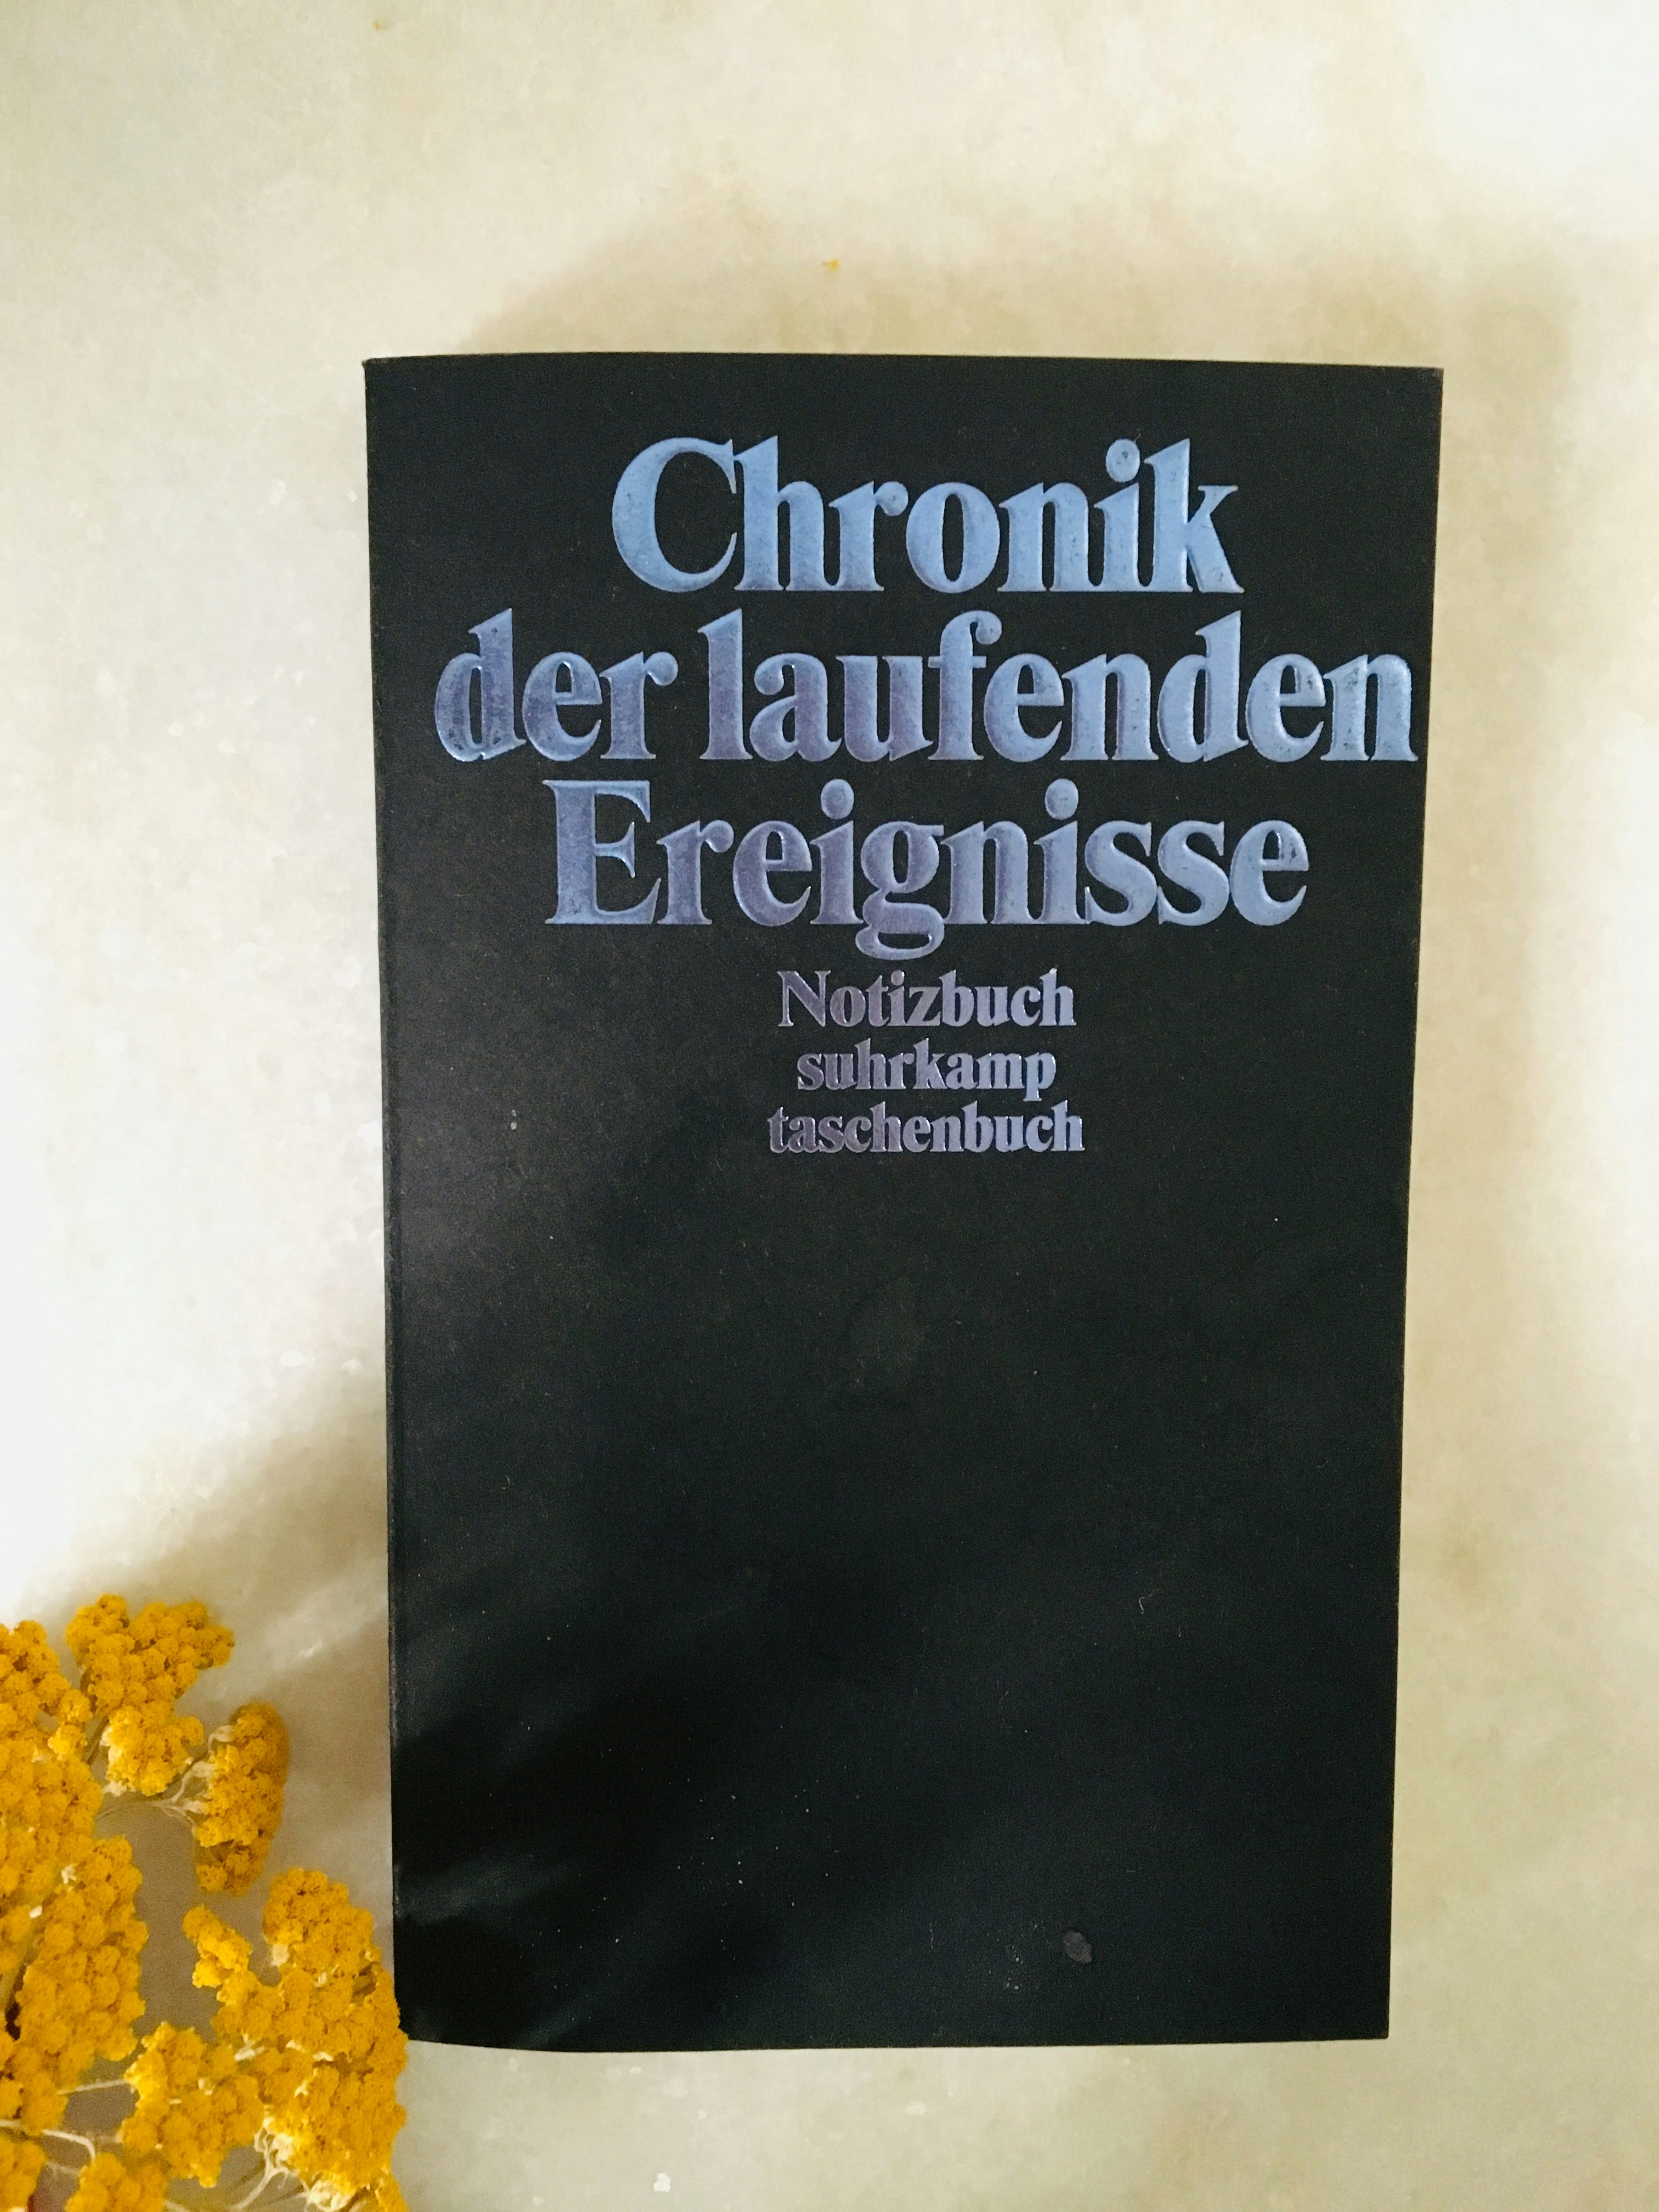 Chronik
der laufenden
Ereignisse
Notizbuch
suhrkamp
taschenbuch